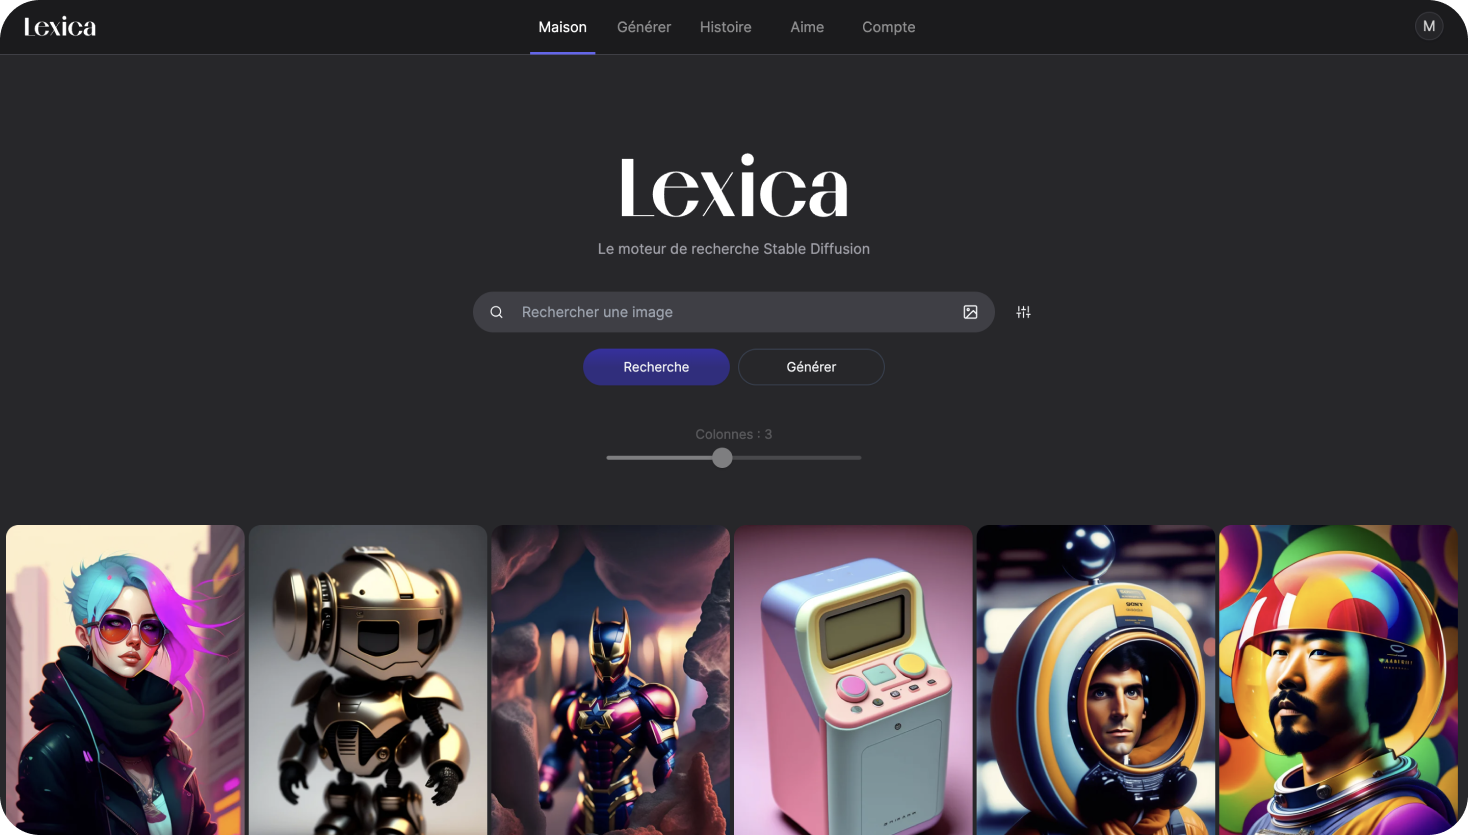 Lexica
Maison Générer Histoire Aime Compte
M
Lexica
Le moteur de recherche Stable Diffusion
Rechercher une image
Recherche Générer
Colonnes : 3
SONY